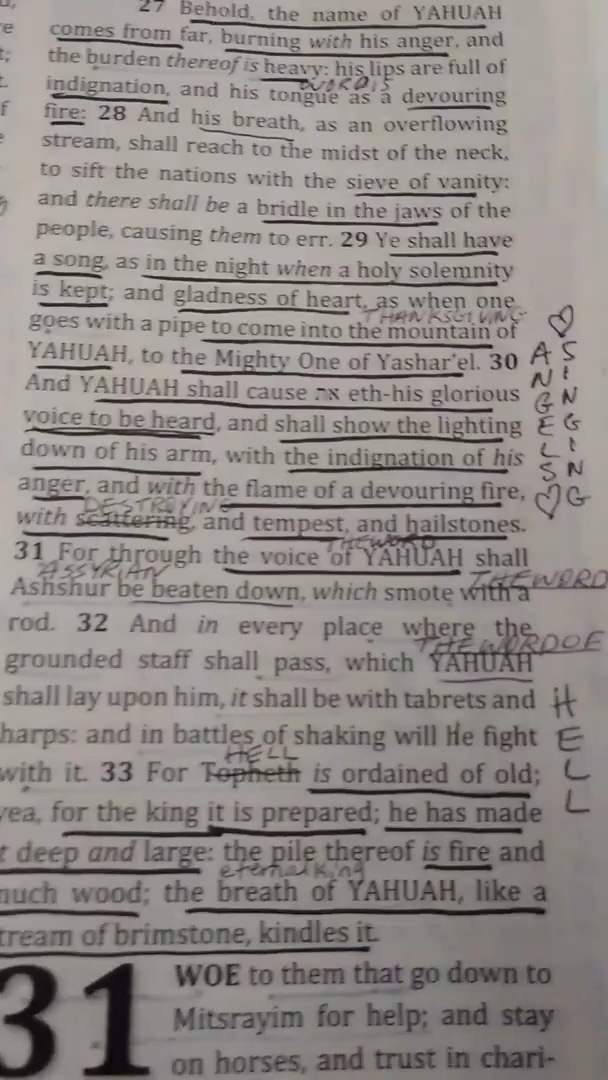 27 Behold, the name of YAHUAH
comes from far, burning with his anger, and
the burden thereof is heavy: his lips are full of
WORD IS
indignation, and his tongue as a devouring
fire: 28 And his breath, as an overflowing
stream, shall reach to the midst of the neck,
to sift the nations with the sieve of vanity:
and there shall be a bridle in the jaws of the
people, causing them to err. 29 Ye shall have
a song, as in the night when a holy solemnity
is kept; and gladness of heart, as when one
THANKSGIVING
goes with a pipe to come into the mountain of
YAHUAH, to the Mighty One of Yashar'el. 30
And YAHUAH shall cause את eth-his glorious
voice to be heard, and shall show the lighting
down of his arm, with the indignation of his
anger, and with the flame of a devouring fire,
DESTROYING
with scattering, and tempest, and hailstones.
THE WORD
31 For through the voice of YAHUAH shall
ASSYRIAN
Ashshur be beaten down, which smote with a
THE WORD
rod. 32 And in every place where the
THE WORD OF
grounded staff shall pass, which YAHUAH
shall lay upon him, it shall be with tabrets and
harps: and in battles of shaking will He fight
HELL
with it. 33 For Topheth is ordained of old;
yea, for the king it is prepared; he has made
t deep and large: the pile thereof is fire and
eternal king
much wood; the breath of YAHUAH, like a
tream of brimstone, kindles it.
ANGELS
SINGING
HELL
31
WOE to them that go down to
Mitsrayim for help; and stay
on horses, and trust in chari-